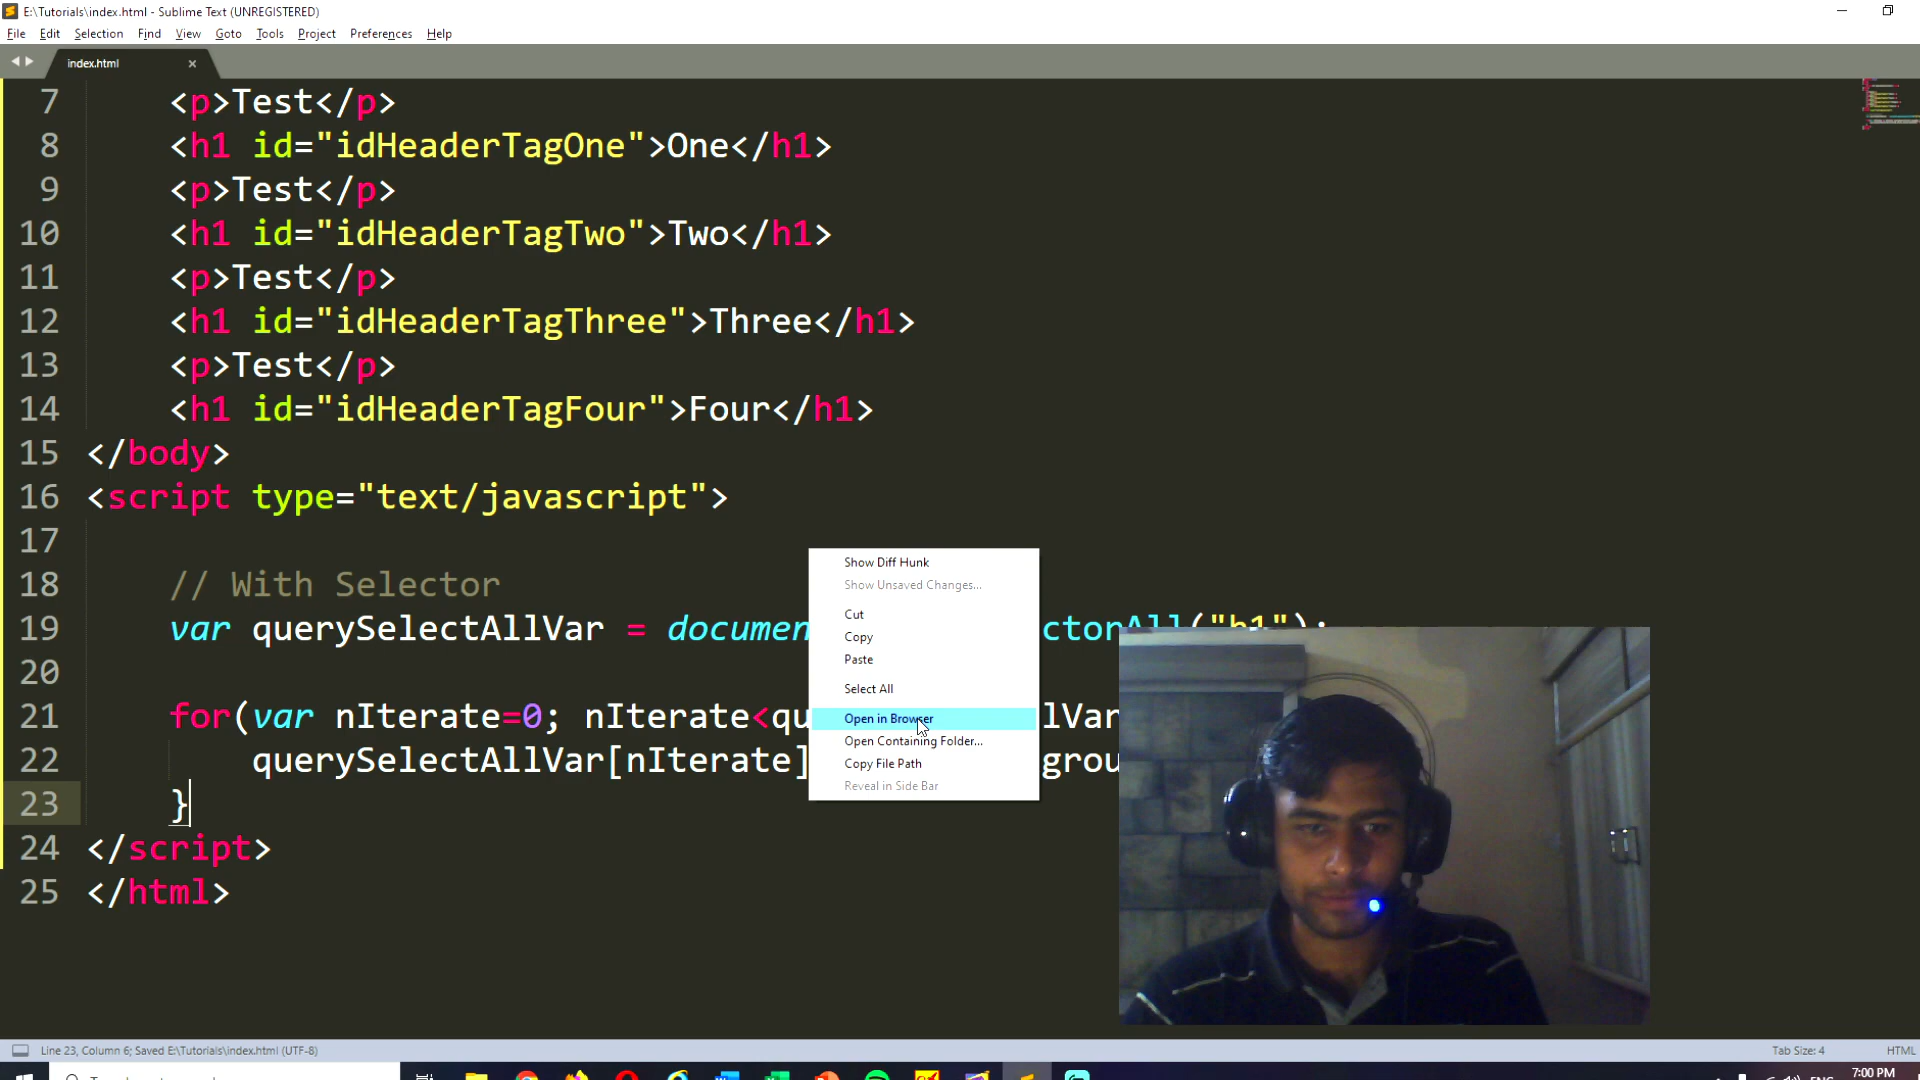 E:\Tutorials\index.html - Sublime Text (UNREGISTERED)
File Edit Selection Find View Goto Tools Project Preferences Help
index.html
7 <p>Test</p>
8 <h1 id="idHeaderTagOne">One</h1>
9 <p>Test</p>
10 <h1 id="idHeaderTagTwo">Two</h1>
11 <p>Test</p>
12 <h1 id="idHeaderTagThree">Three</h1>
13 <p>Test</p>
14 <h1 id="idHeaderTagFour">Four</h1>
15 </body>
16 <script type="text/javascript">
17
18 // With Selector
19 var querySelectAllVar = documen ctorAll("h1");
20
21 for(var nIterate=0; nIterate<qu lVar
22 querySelectAllVar[nIterate] grou
23 }
24 </script>
25 </html>
Show Diff Hunk
Show Unsaved Changes...
Cut
Copy
Paste
Select All
Open in Browser
Open Containing Folder...
Copy File Path
Reveal in Side Bar
Line 23, Column 6; Saved E:\Tutorials\index.html (UTF-8) Tab Size: 4 HTML
7:00 PM